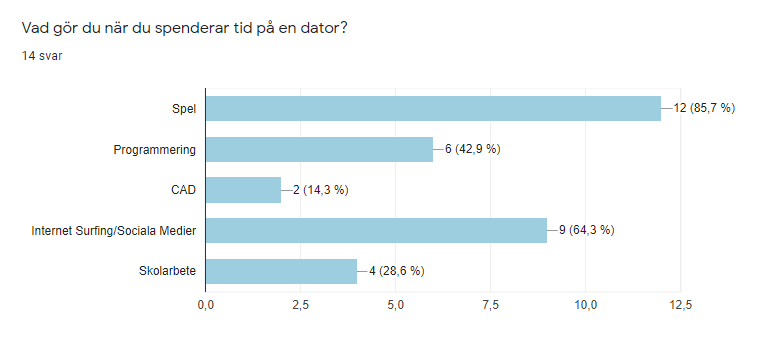 Vad gör du när du spenderar tid på en dator?
14 svar
Spel
12 (85,7 %)
Programmering
6 (42,9 %)
CAD
2 (14,3 %)
Internet Surfing/Sociala Medier
9 (64,3 %)
Skolarbete
4 (28,6 %)
0,0 2,5 5,0 7,5 10,0 12,5